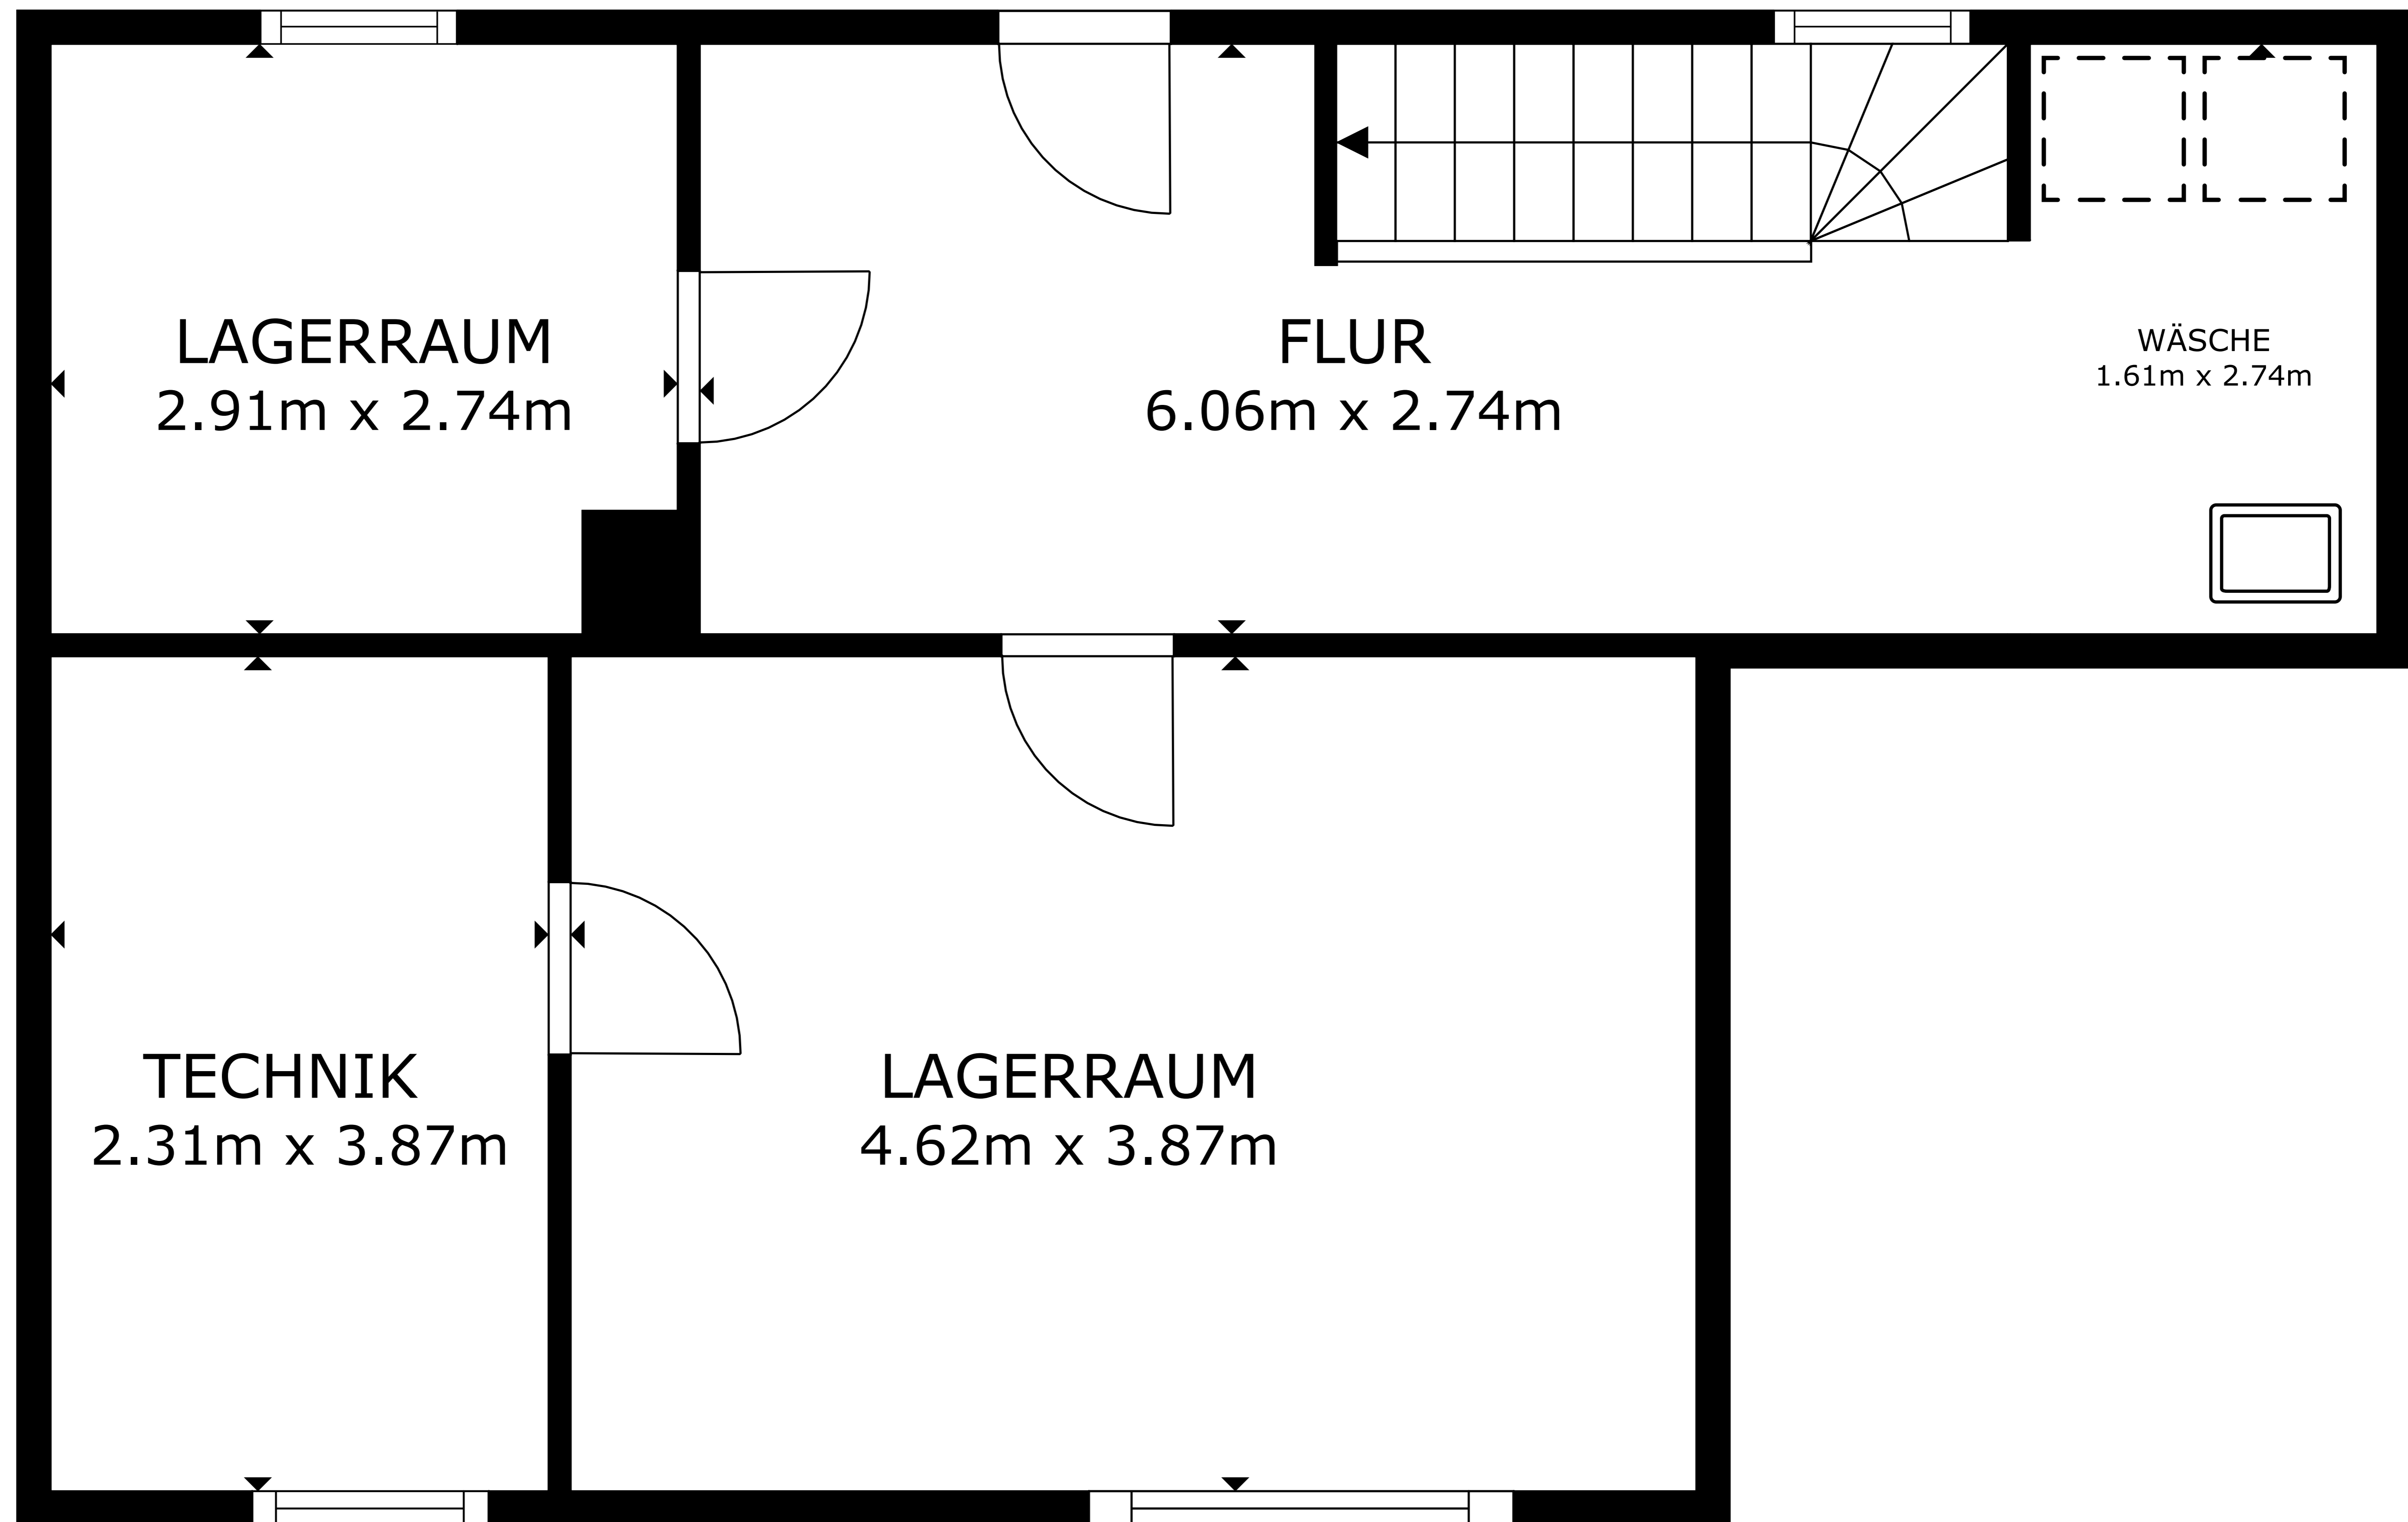 LAGERRAUM
2.91m x 2.74m
FLUR
6.06m x 2.74m
WÄSCHE
1.61m x 2.74m
TECHNIK
2.31m x 3.87m
LAGERRAUM
4.62m x 3.87m